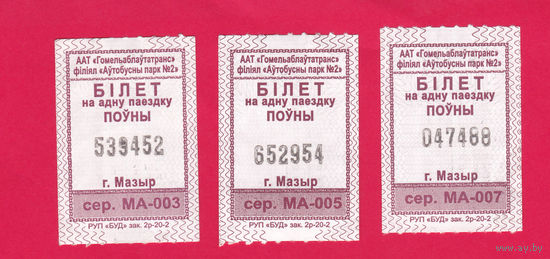 ААТ «Гомельаблаўтатранс»
філіял «Аўтобусны парк №2»
БІЛЕТ
на адну паездку
ПОЎНЫ
539452
г. Мазыр
сер. МА-003
РУП «БУД» зак. 2р-20-2
ААТ «Гомельаблаўтатранс»
філіял «Аўтобусны парк №2»
БІЛЕТ
на адну паездку
ПОЎНЫ
652954
г. Мазыр
сер. МА-005
РУП «БУД» зак. 2р-20-2
ААТ «Гомельаблаўтатранс»
філіял «Аўтобусны парк №2»
БІЛЕТ
на адну паездку
ПОЎНЫ
047488
г. Мазыр
сер. МА-007
РУП «БУД» зак. 2р-20-2
ay.by